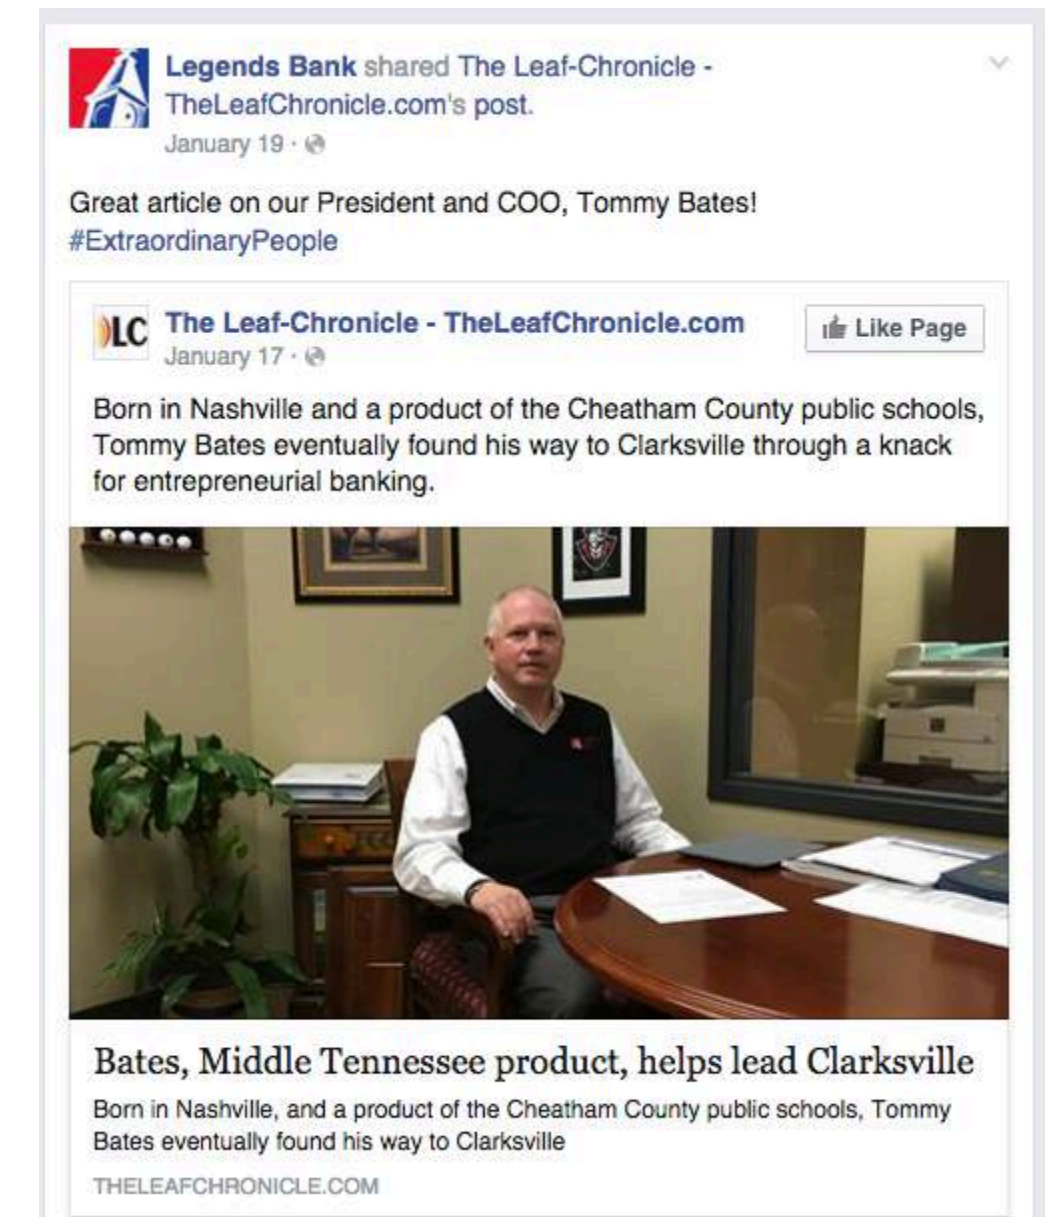 Legends Bank shared The Leaf-Chronicle -
TheLeafChronicle.com's post.
January 19 ·
Great article on our President and COO, Tommy Bates!
#ExtraordinaryPeople
LC
The Leaf-Chronicle - TheLeafChronicle.com
Like Page
January 17 ·
Born in Nashville and a product of the Cheatham County public schools,
Tommy Bates eventually found his way to Clarksville through a knack
for entrepreneurial banking.
Bates, Middle Tennessee product, helps lead Clarksville
Born in Nashville, and a product of the Cheatham County public schools, Tommy
Bates eventually found his way to Clarksville
THELEAFCHRONICLE.COM